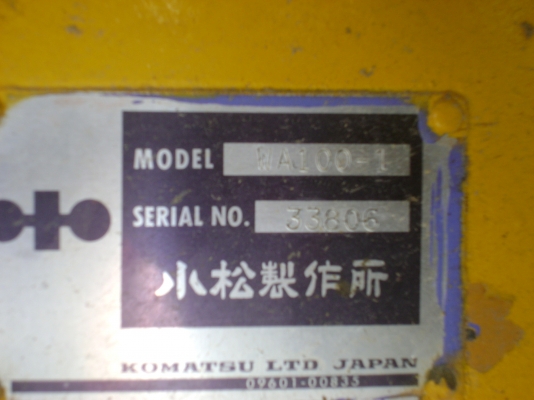 MODEL WA100-1
SERIAL NO. 33806
小松製作所
KOMATSU LTD JAPAN
09601-00835